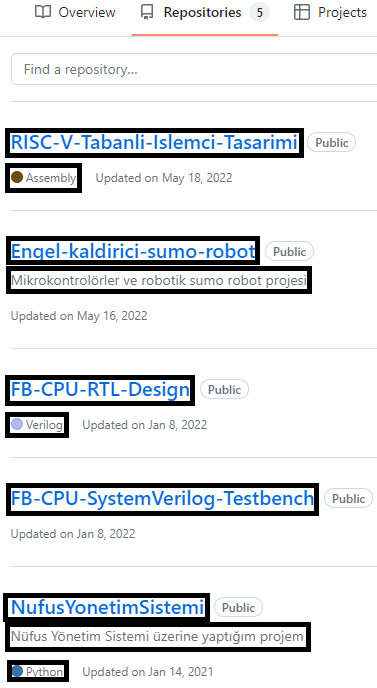 Overview Repositories 5 Projects
Find a repository...
RISC-V-Tabanli-Islemci-Tasarimi Public
Assembly Updated on May 18, 2022
Engel-kaldirici-sumo-robot Public
Mikrokontrolörler ve robotik sumo robot projesi
Updated on May 16, 2022
FB-CPU-RTL-Design Public
Verilog Updated on Jan 8, 2022
FB-CPU-SystemVerilog-Testbench Public
Updated on Jan 8, 2022
NufusYonetimSistemi Public
Nüfus Yönetim Sistemi üzerine yaptığım projem
Python Updated on Jan 14, 2021